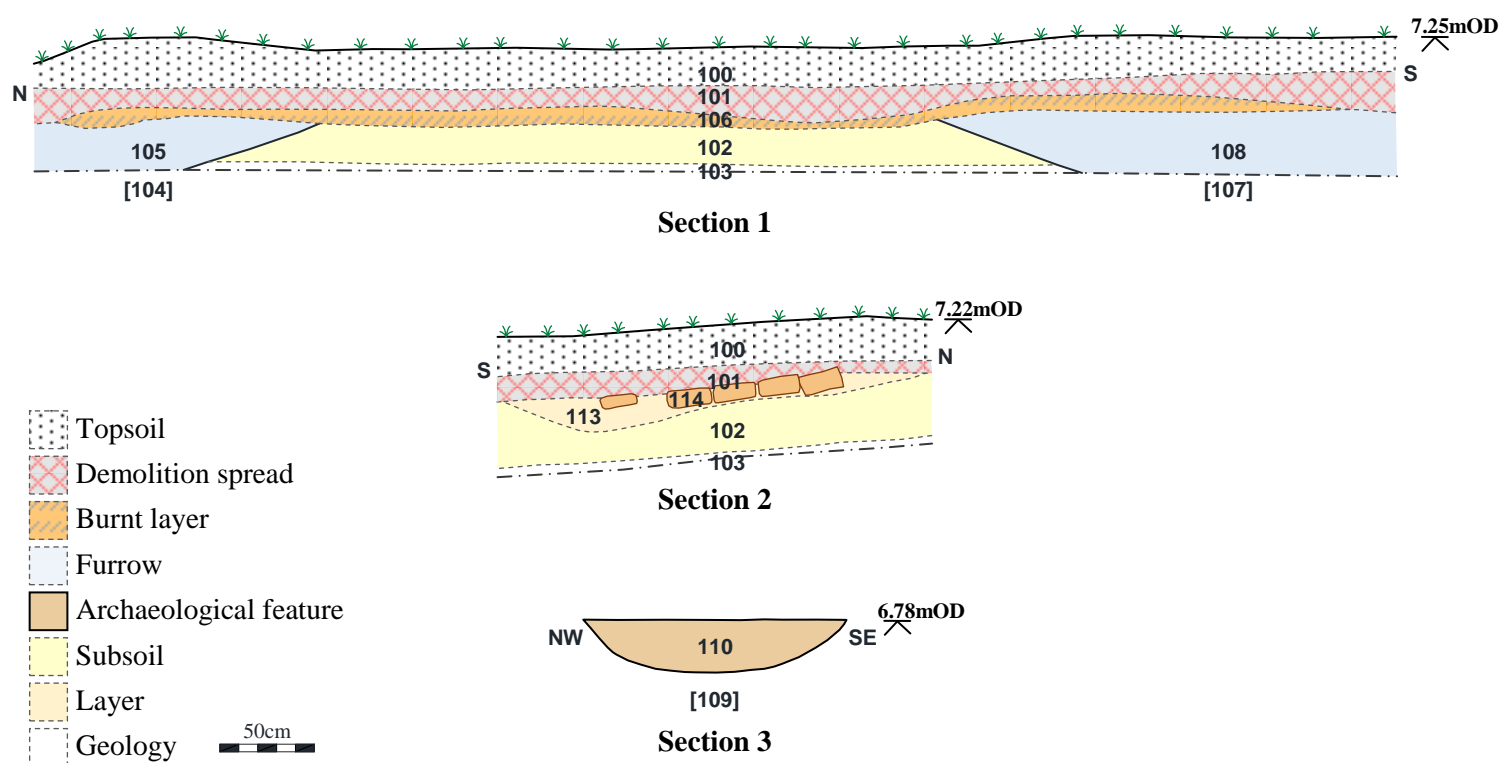 7.25mOD
N
S
100
101
106
102
103
105
108
[104]
[107]
Section 1
7.22mOD
S
N
100
101
114
113
102
103
Section 2
6.78mOD
NW
SE
110
[109]
Section 3
Topsoil
Demolition spread
Burnt layer
Furrow
Archaeological feature
Subsoil
Layer
Geology
50cm